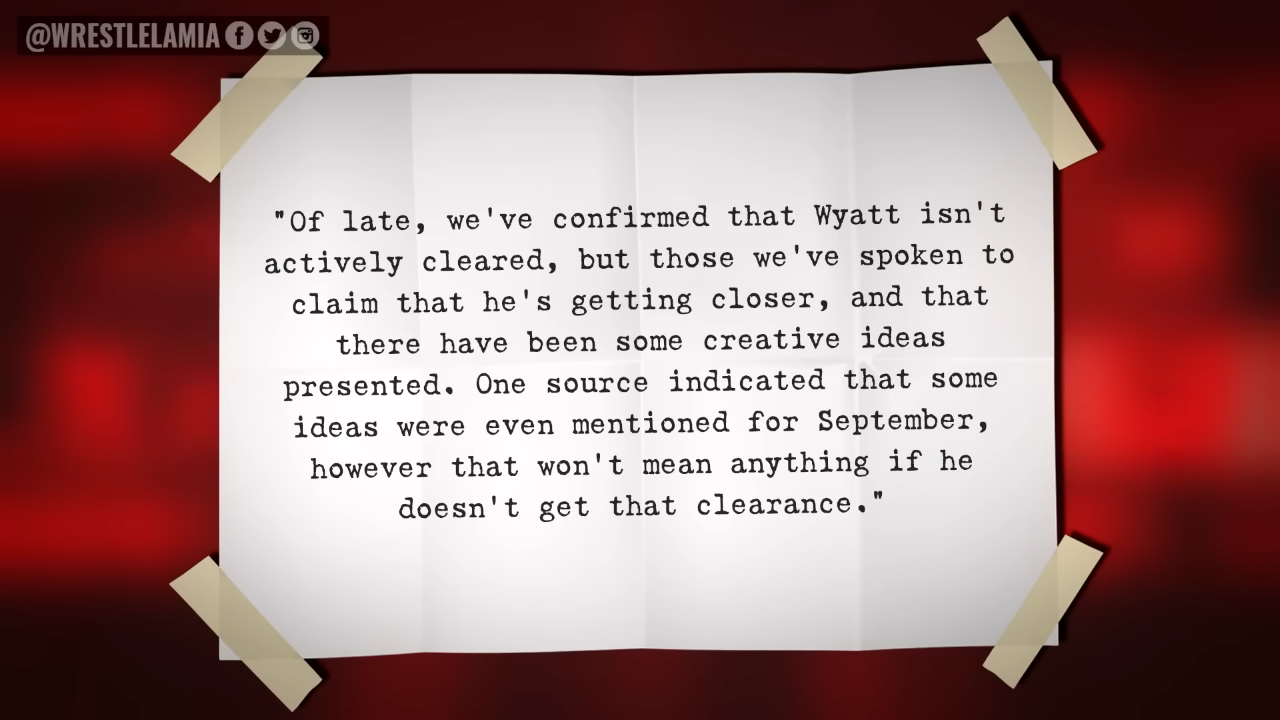 @WRESTLELAMIA
"Of late, we've confirmed that Wyatt isn't
actively cleared, but those we've spoken to
claim that he's getting closer, and that
there have been some creative ideas
presented. One source indicated that some
ideas were even mentioned for September,
however that won't mean anything if he
doesn't get that clearance."